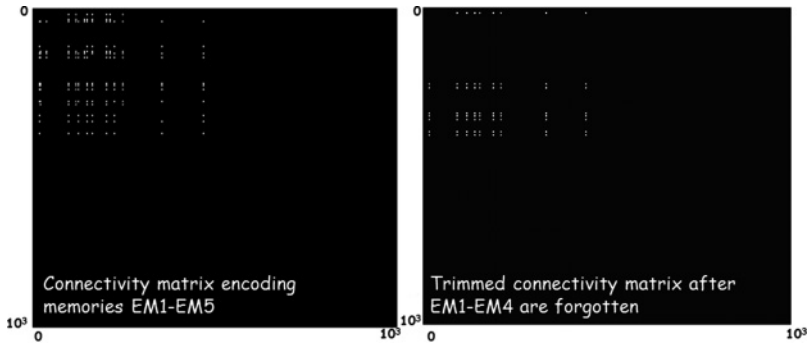 0
Connectivity matrix encoding
memories EM1-EM5
10³
0
10³
0
Trimmed connectivity matrix after
EM1-EM4 are forgotten
10³
0
10³